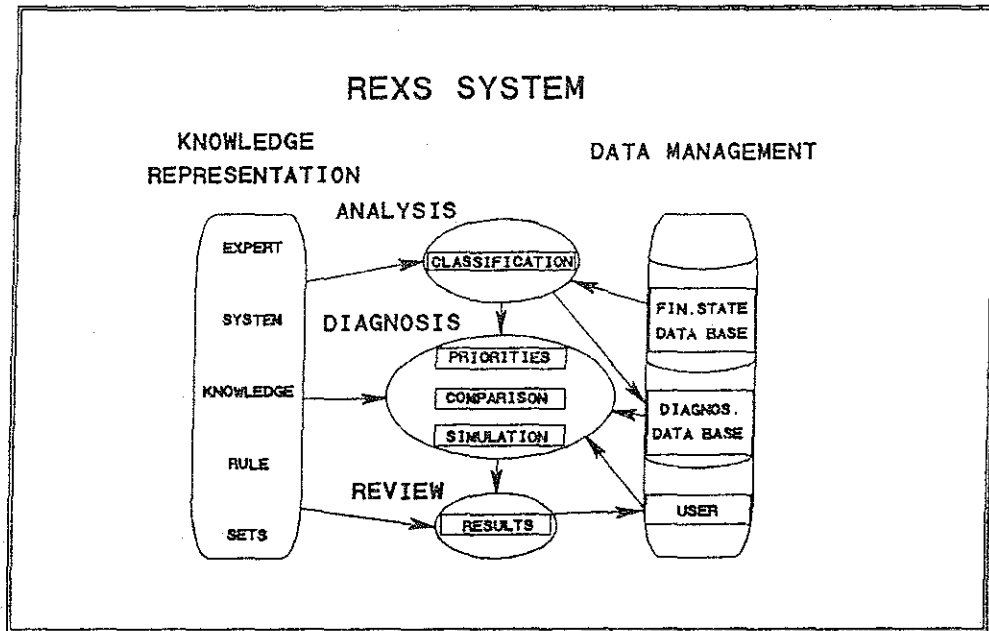 REXS SYSTEM
KNOWLEDGE
REPRESENTATION
DATA MANAGEMENT
ANALYSIS
EXPERT
SYSTEM
KNOWLEDGE
RULE
SETS
CLASSIFICATION
DIAGNOSIS
PRIORITIES
COMPARISON
SIMULATION
REVIEW
RESULTS
FIN.STATE
DATA BASE
DIAGNOS.
DATA BASE
USER